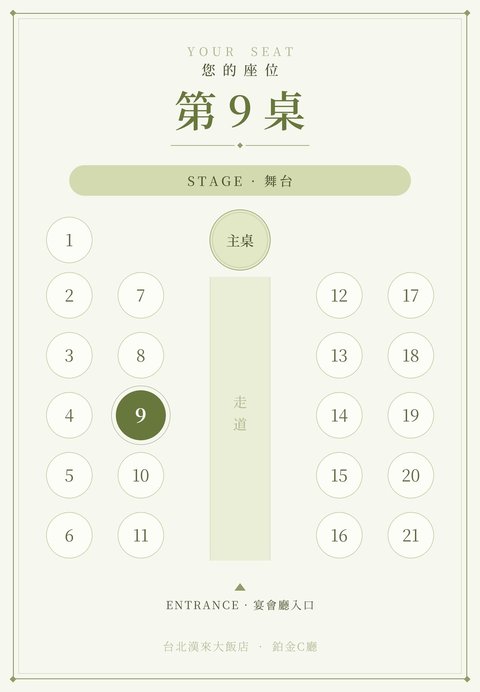 YOUR SEAT
您的座位
第9桌
STAGE · 舞台
1
主桌
2 7 12 17
3 8 13 18
走
道
4 9 14 19
5 10 15 20
6 11 16 21
ENTRANCE · 宴會廳入口
台北漢來大飯店 · 鉑金C廳